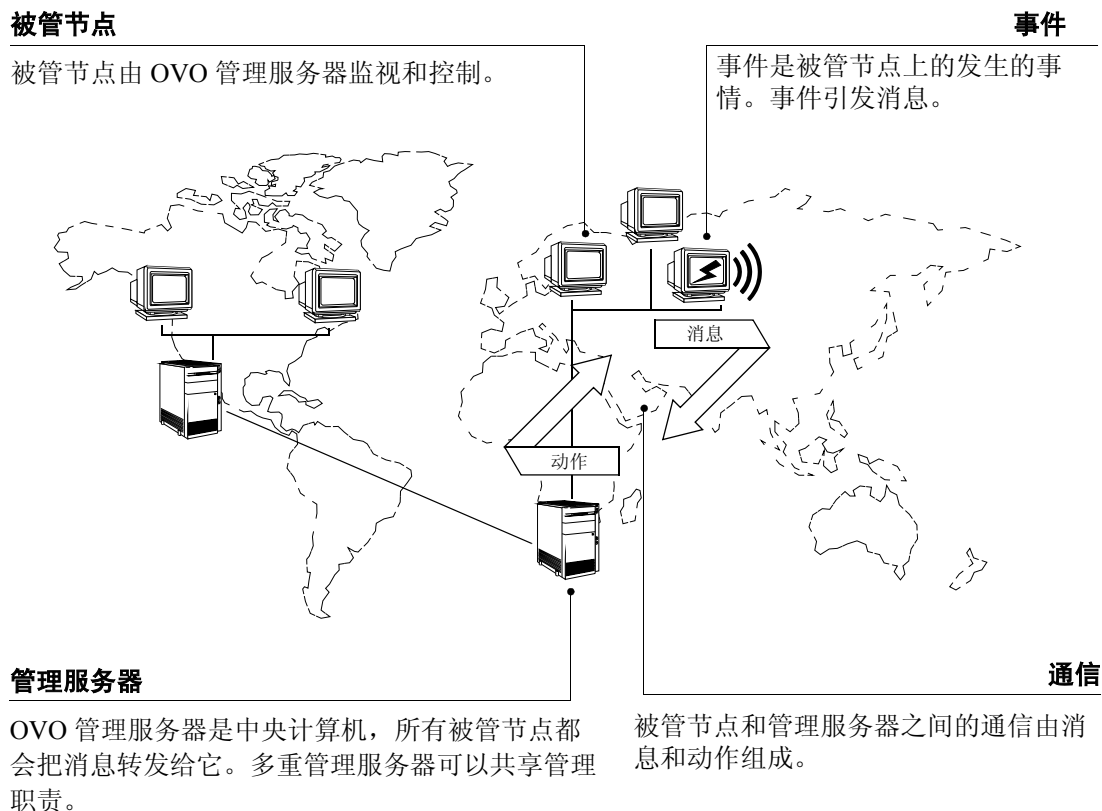 被管节点
被管节点由 OVO 管理服务器监视和控制。
事件
事件是被管节点上的发生的事
情。事件引发消息。
消息
动作
管理服务器
OVO 管理服务器是中央计算机，所有被管节点都
会把消息转发给它。多重管理服务器可以共享管理
职责。
通信
被管节点和管理服务器之间的通信由消
息和动作组成。